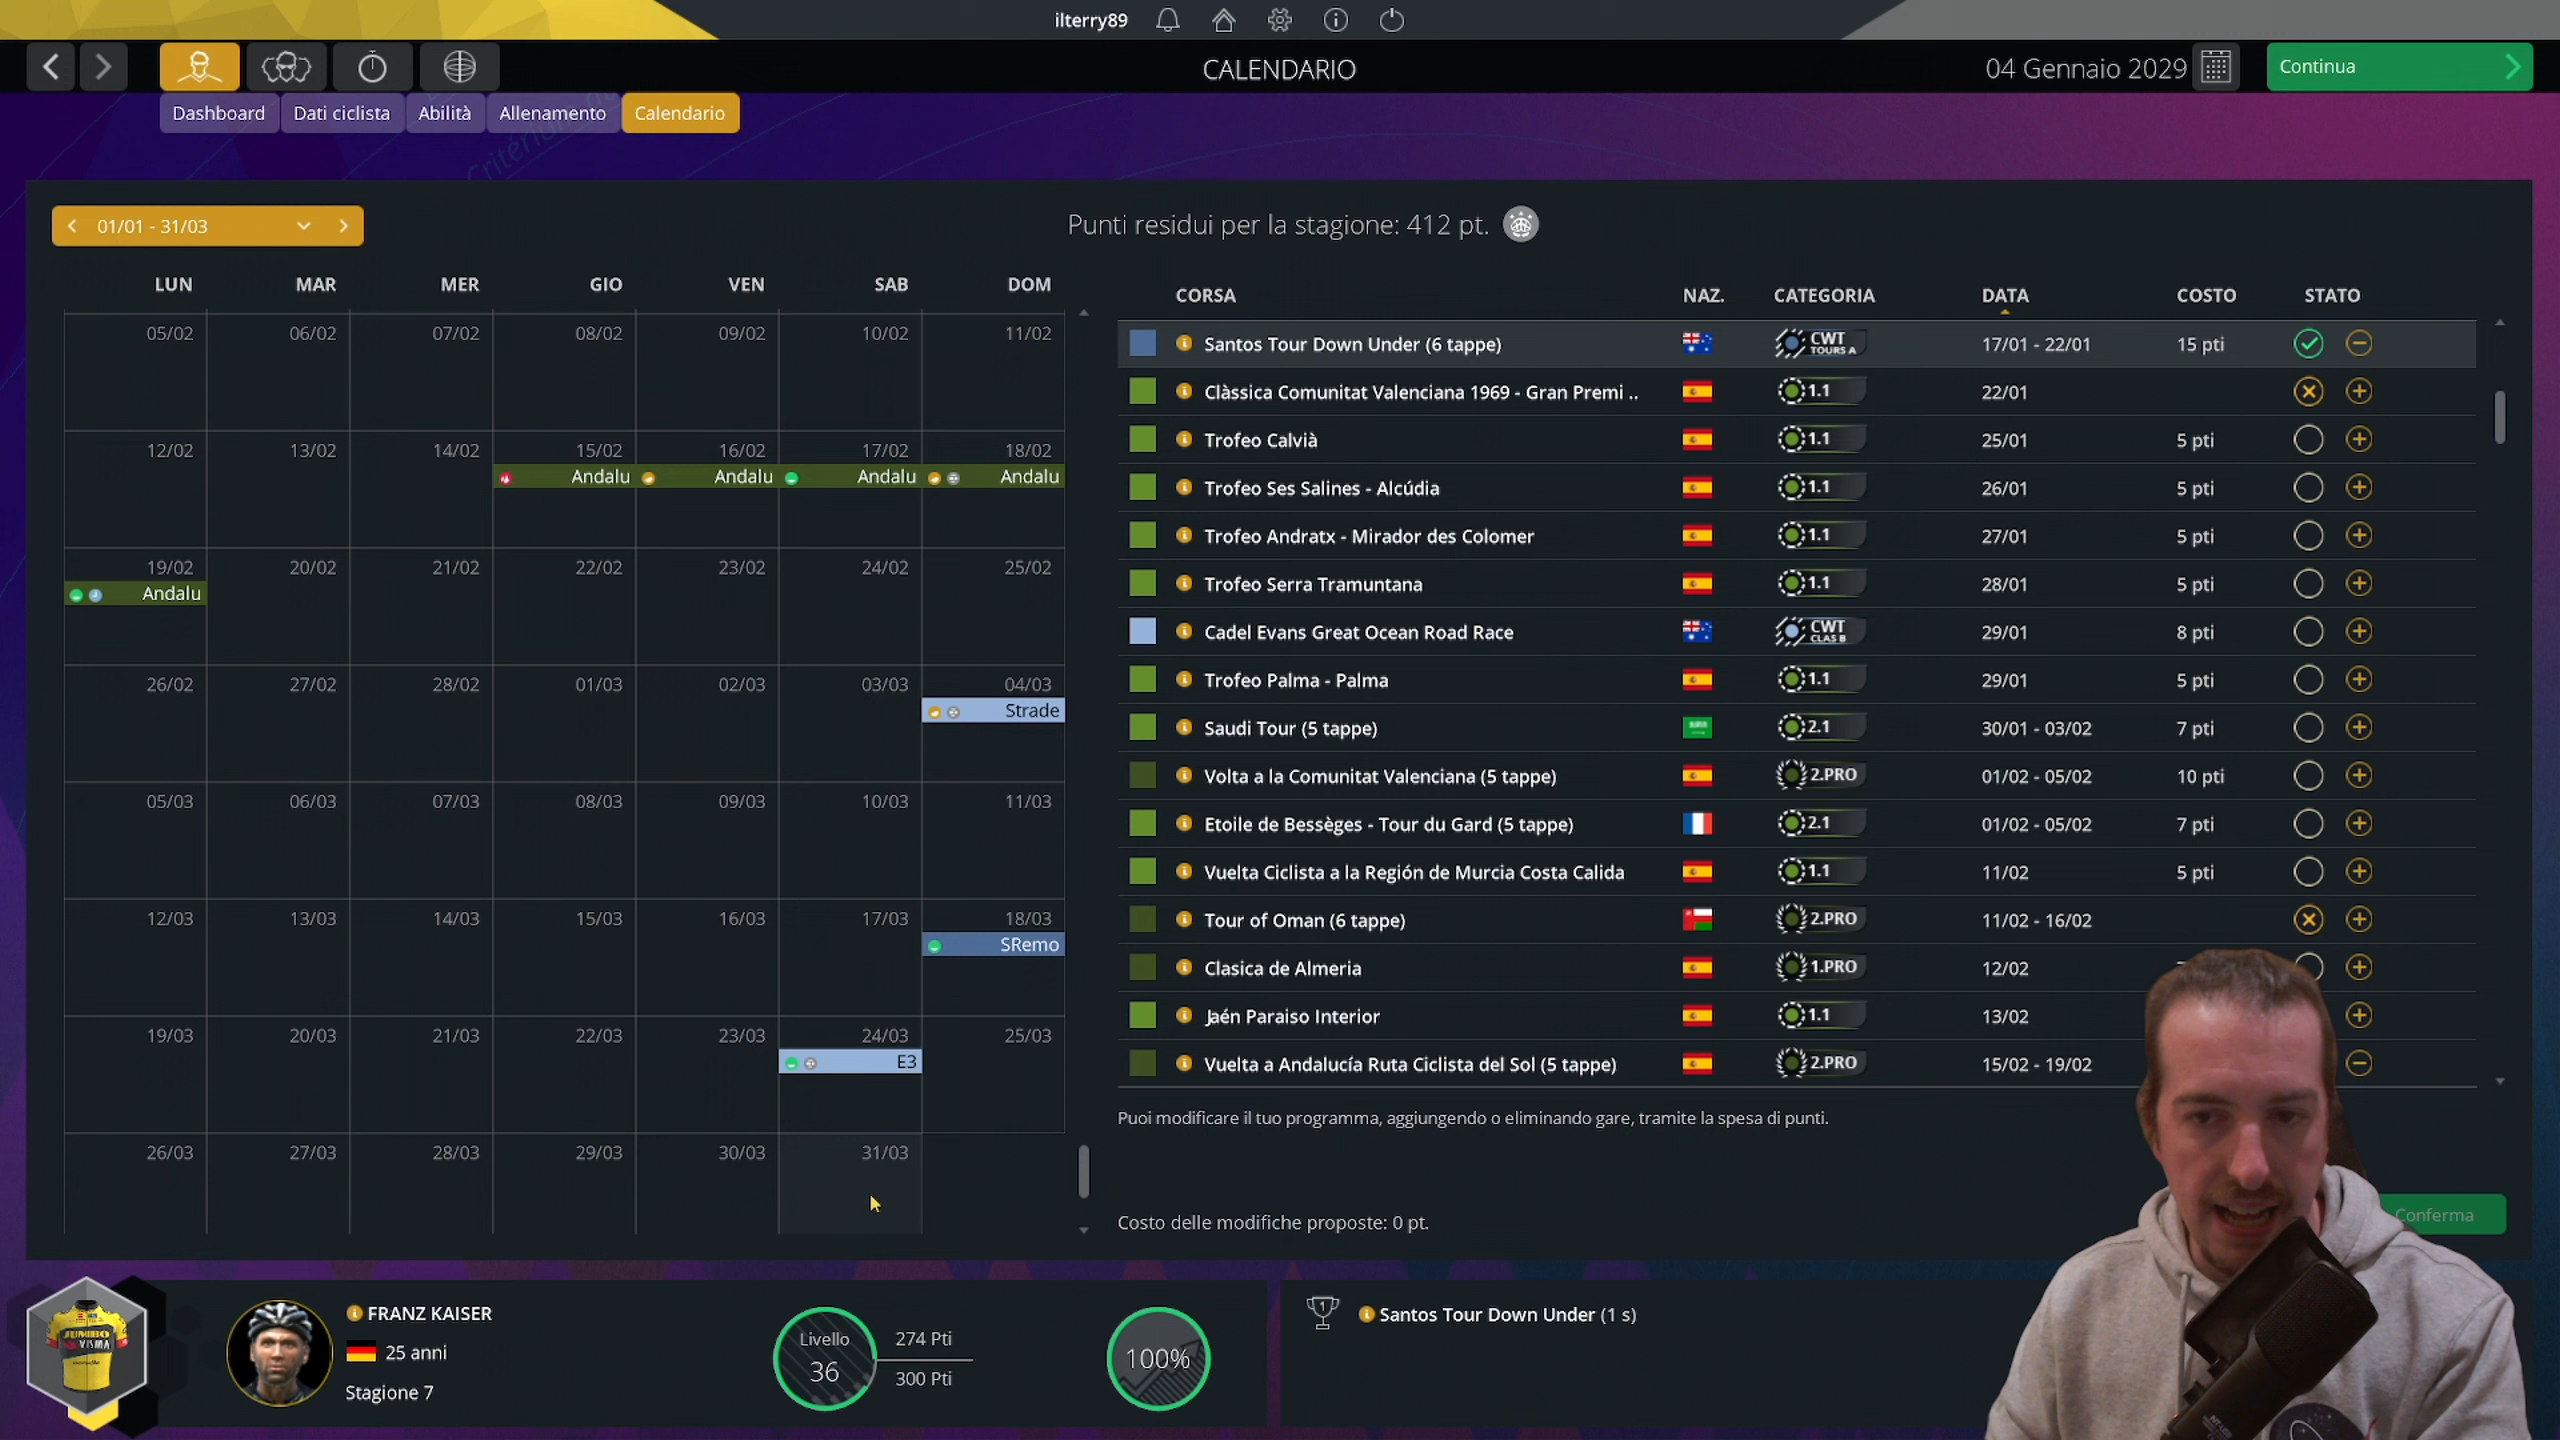 ilterry89
CALENDARIO
04 Gennaio 2029
Continua
Dashboard
Dati ciclista
Abilità
Allenamento
Calendario
01/01 - 31/03
Punti residui per la stagione: 412 pt.
LUN MAR MER GIO VEN SAB DOM
05/02 06/02 07/02 08/02 09/02 10/02 11/02
12/02 13/02 14/02 15/02 16/02 17/02 18/02
Andalu Andalu Andalu Andalu
19/02 20/02 21/02 22/02 23/02 24/02 25/02
Andalu
26/02 27/02 28/02 01/03 02/03 03/03 04/03
Strade
05/03 06/03 07/03 08/03 09/03 10/03 11/03
12/03 13/03 14/03 15/03 16/03 17/03 18/03
SRemo
19/03 20/03 21/03 22/03 23/03 24/03 25/03
E3
26/03 27/03 28/03 29/03 30/03 31/03
CORSA NAZ. CATEGORIA DATA COSTO STATO
Santos Tour Down Under (6 tappe) CWT TOURS A 17/01 - 22/01 15 pti
Clàssica Comunitat Valenciana 1969 - Gran Premi .. 1.1 22/01
Trofeo Calvià 1.1 25/01 5 pti
Trofeo Ses Salines - Alcúdia 1.1 26/01 5 pti
Trofeo Andratx - Mirador des Colomer 1.1 27/01 5 pti
Trofeo Serra Tramuntana 1.1 28/01 5 pti
Cadel Evans Great Ocean Road Race CWT CLAS B 29/01 8 pti
Trofeo Palma - Palma 1.1 29/01 5 pti
Saudi Tour (5 tappe) 2.1 30/01 - 03/02 7 pti
Volta a la Comunitat Valenciana (5 tappe) 2.PRO 01/02 - 05/02 10 pti
Etoile de Bessèges - Tour du Gard (5 tappe) 2.1 01/02 - 05/02 7 pti
Vuelta Ciclista a la Región de Murcia Costa Calida 1.1 11/02 5 pti
Tour of Oman (6 tappe) 2.PRO 11/02 - 16/02
Clasica de Almeria 1.PRO 12/02
Jaén Paraiso Interior 1.1 13/02
Vuelta a Andalucía Ruta Ciclista del Sol (5 tappe) 2.PRO 15/02 - 19/02
Puoi modificare il tuo programma, aggiungendo o eliminando gare, tramite la spesa di punti.
Costo delle modifiche proposte: 0 pt.
Conferma
JUMBO
VISMA
FRANZ KAISER
25 anni
Stagione 7
Livello
36
274 Pti
300 Pti
100%
1
Santos Tour Down Under (1 s)